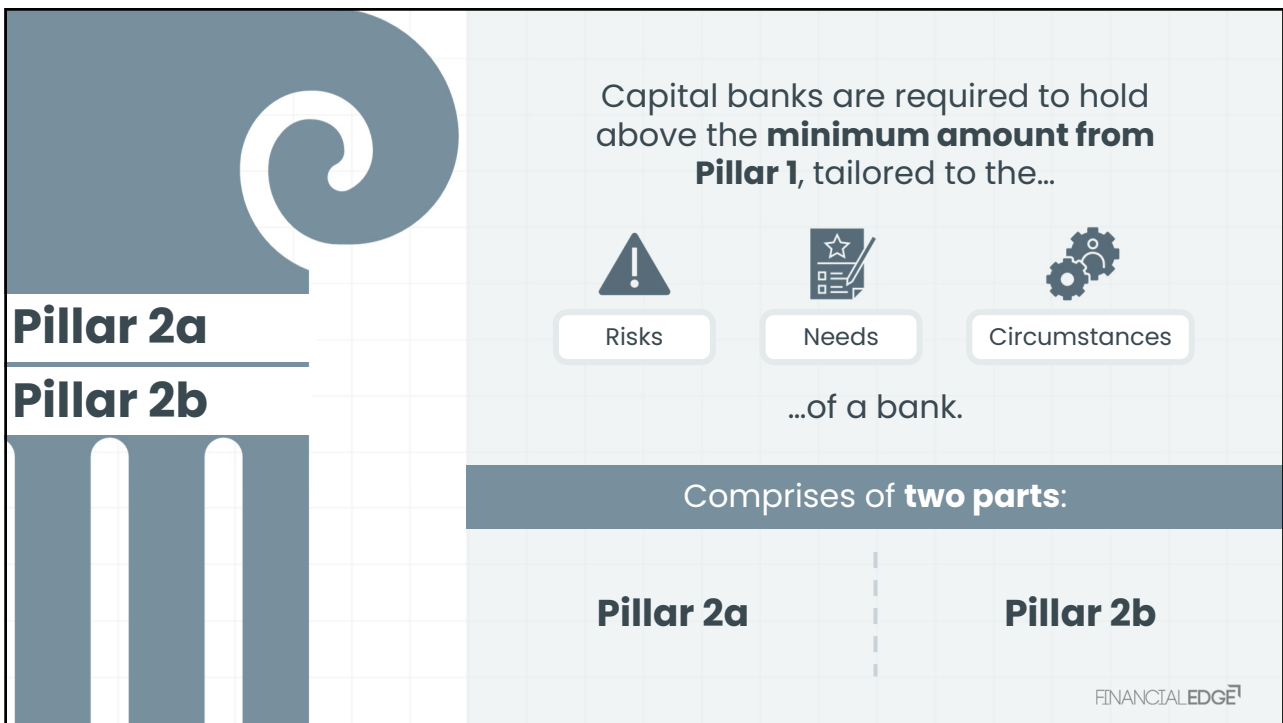 Pillar 2a
Pillar 2b
Capital banks are required to hold
above the minimum amount from
Pillar 1, tailored to the...
Risks
Needs
Circumstances
...of a bank.
Comprises of two parts:
Pillar 2a
Pillar 2b
FINANCIALEDGE